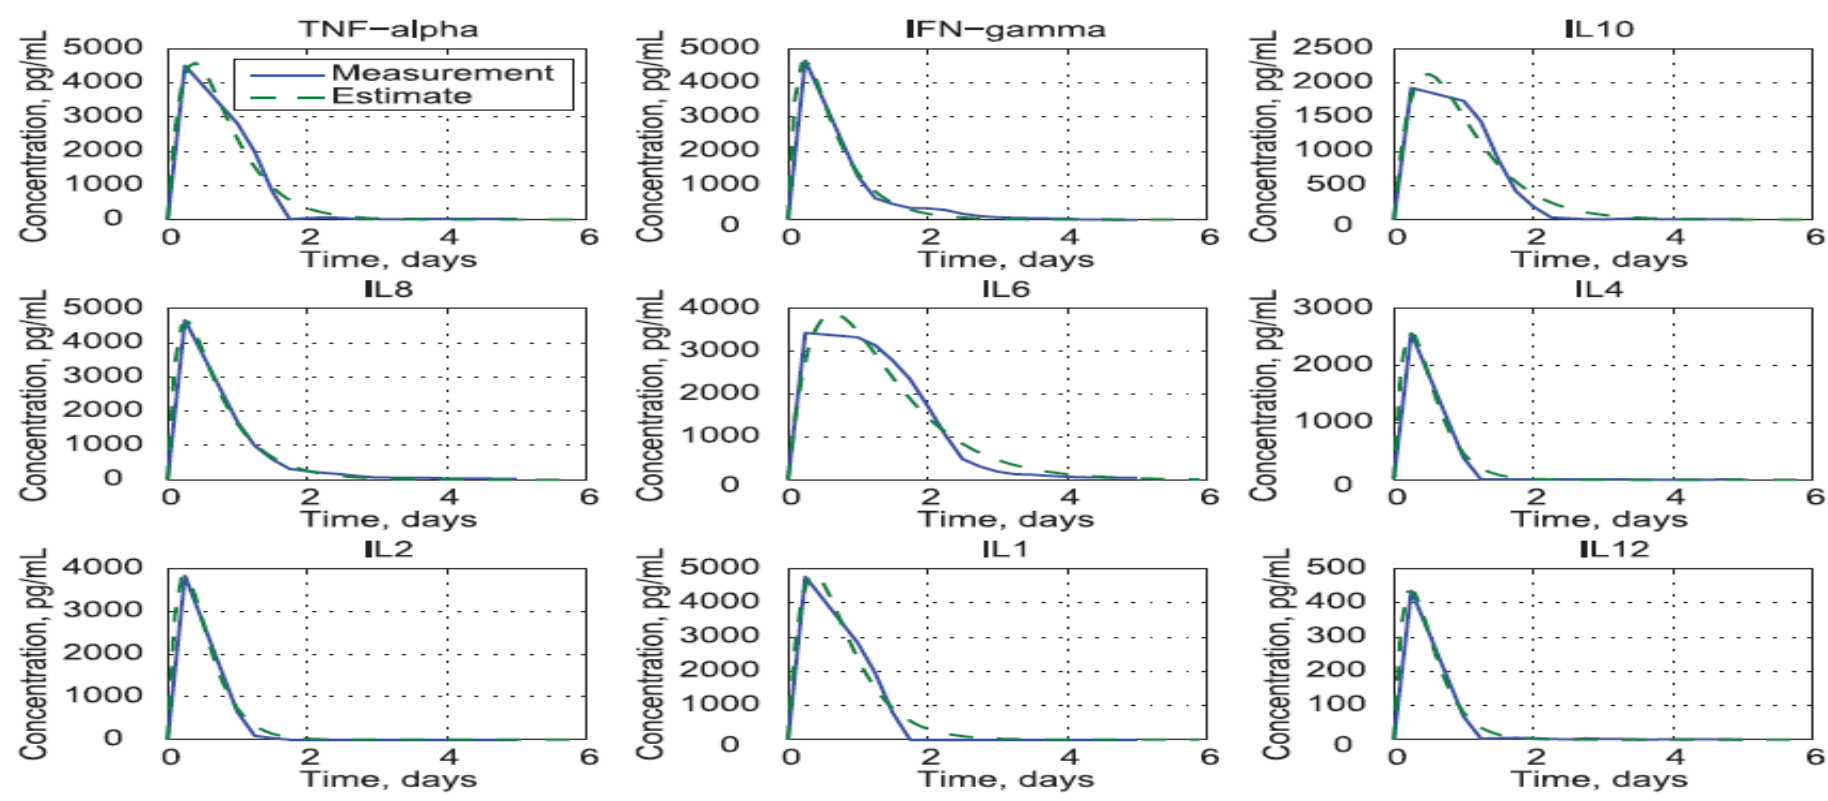 TNF-alpha
Concentration, pg/mL
5000
4000
3000
2000
1000
0
Measurement
Estimate
0 2 4 6
Time, days
IFN-gamma
Concentration, pg/mL
5000
4000
3000
2000
1000
0
0 2 4 6
Time, days
IL10
Concentration, pg/mL
2500
2000
1500
1000
500
0
0 2 4 6
Time, days
IL8
Concentration, pg/mL
5000
4000
3000
2000
1000
0
0 2 4 6
Time, days
IL6
Concentration, pg/mL
4000
3000
2000
1000
0
0 2 4 6
Time, days
IL4
Concentration, pg/mL
3000
2000
1000
0
0 2 4 6
Time, days
IL2
Concentration, pg/mL
4000
3000
2000
1000
0
0 2 4 6
Time, days
IL1
Concentration, pg/mL
5000
4000
3000
2000
1000
0
0 2 4 6
Time, days
IL12
Concentration, pg/mL
500
400
300
200
100
0
0 2 4 6
Time, days